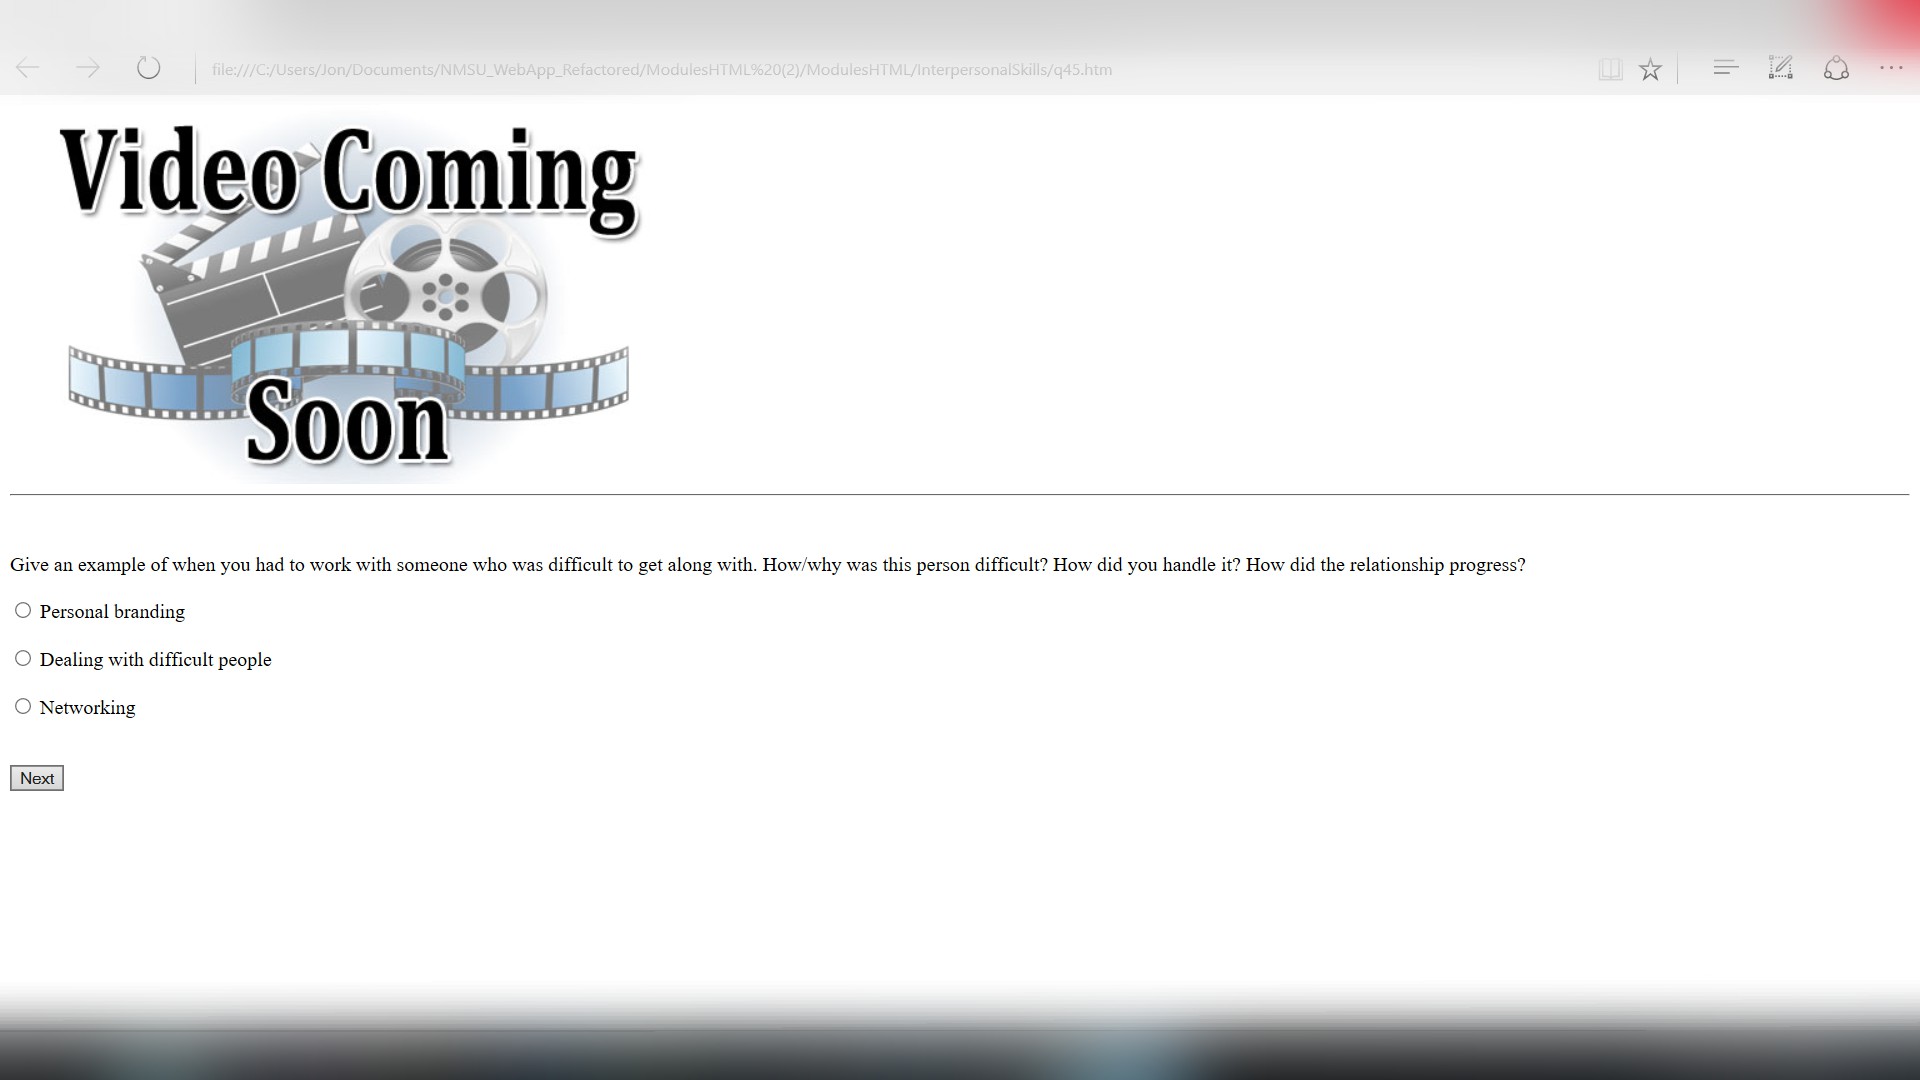 file:///C:/Users/Jon/Documents/NMSU_WebApp_Refactored/ModulesHTML%20(2)/ModulesHTML/InterpersonalSkills/q45.htm
Video Coming
Soon
Give an example of when you had to work with someone who was difficult to get along with. How/why was this person difficult? How did you handle it? How did the relationship progress?
Personal branding
Dealing with difficult people
Networking
Next